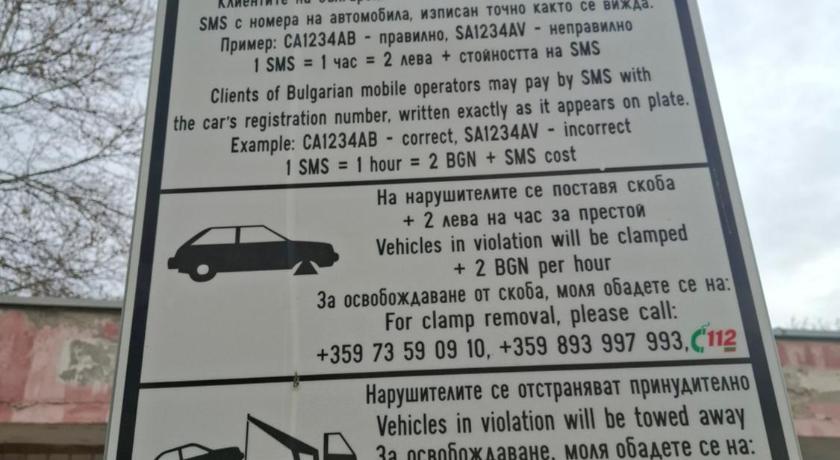 Клиентите на
SMS с номера на автомобила, изписан точно както се вижда.
Пример: CA1234AB - правилно, SA1234AV - неправилно
1 SMS = 1 час = 2 лева + стойността на SMS
Clients of Bulgarian mobile operators may pay by SMS with
the car's registration number, written exactly as it appears on plate.
Example: CA1234AB - correct, SA1234AV - incorrect
1 SMS = 1 hour = 2 BGN + SMS cost
На нарушителите се поставя скоба
+ 2 лева на час за престой
Vehicles in violation will be clamped
+ 2 BGN per hour
За освобождаване от скоба, моля обадете се на:
For clamp removal, please call:
+359 73 59 09 10, +359 893 997 993, 112
Нарушителите се отстраняват принудително
Vehicles in violation will be towed away
За освобождаване, моля обадете се на: